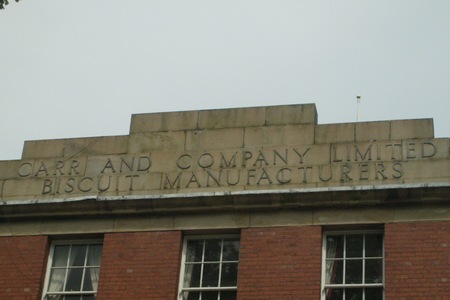 CARR AND COMPANY LIMITED
BISCUIT MANUFACTURERS